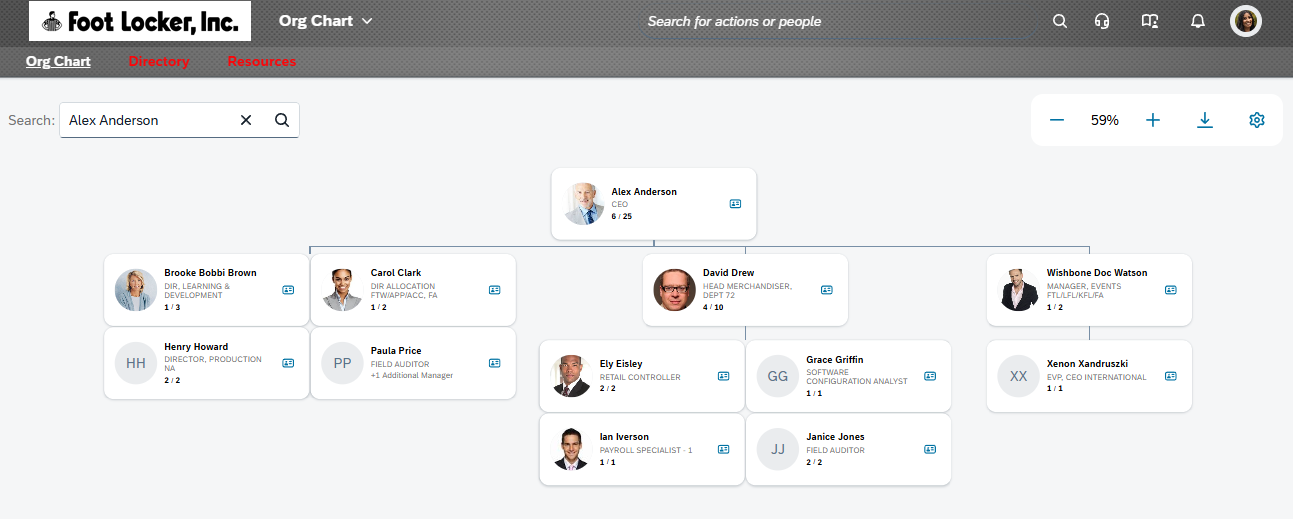 Foot Locker, Inc.
Org Chart
Search for actions or people
Org Chart
Directory
Resources
Search:
Alex Anderson
59%
Alex Anderson
CEO
6 / 25
Brooke Bobbi Brown
DIR, LEARNING &
DEVELOPMENT
1 / 3
Carol Clark
DIR ALLOCATION
FTW/APP/ACC, FA
1 / 2
David Drew
HEAD MERCHANDISER,
DEPT 72
4 / 10
Wishbone Doc Watson
MANAGER, EVENTS
FTL/LFL/KFL/FA
1 / 2
HH
Henry Howard
DIRECTOR, PRODUCTION
NA
2 / 2
PP
Paula Price
FIELD AUDITOR
+1 Additional Manager
Ely Eisley
RETAIL CONTROLLER
2 / 2
GG
Grace Griffin
SOFTWARE
CONFIGURATION ANALYST
1 / 1
XX
Xenon Xandruszki
EVP, CEO INTERNATIONAL
1 / 1
Ian Iverson
PAYROLL SPECIALIST - 1
1 / 1
JJ
Janice Jones
FIELD AUDITOR
2 / 2